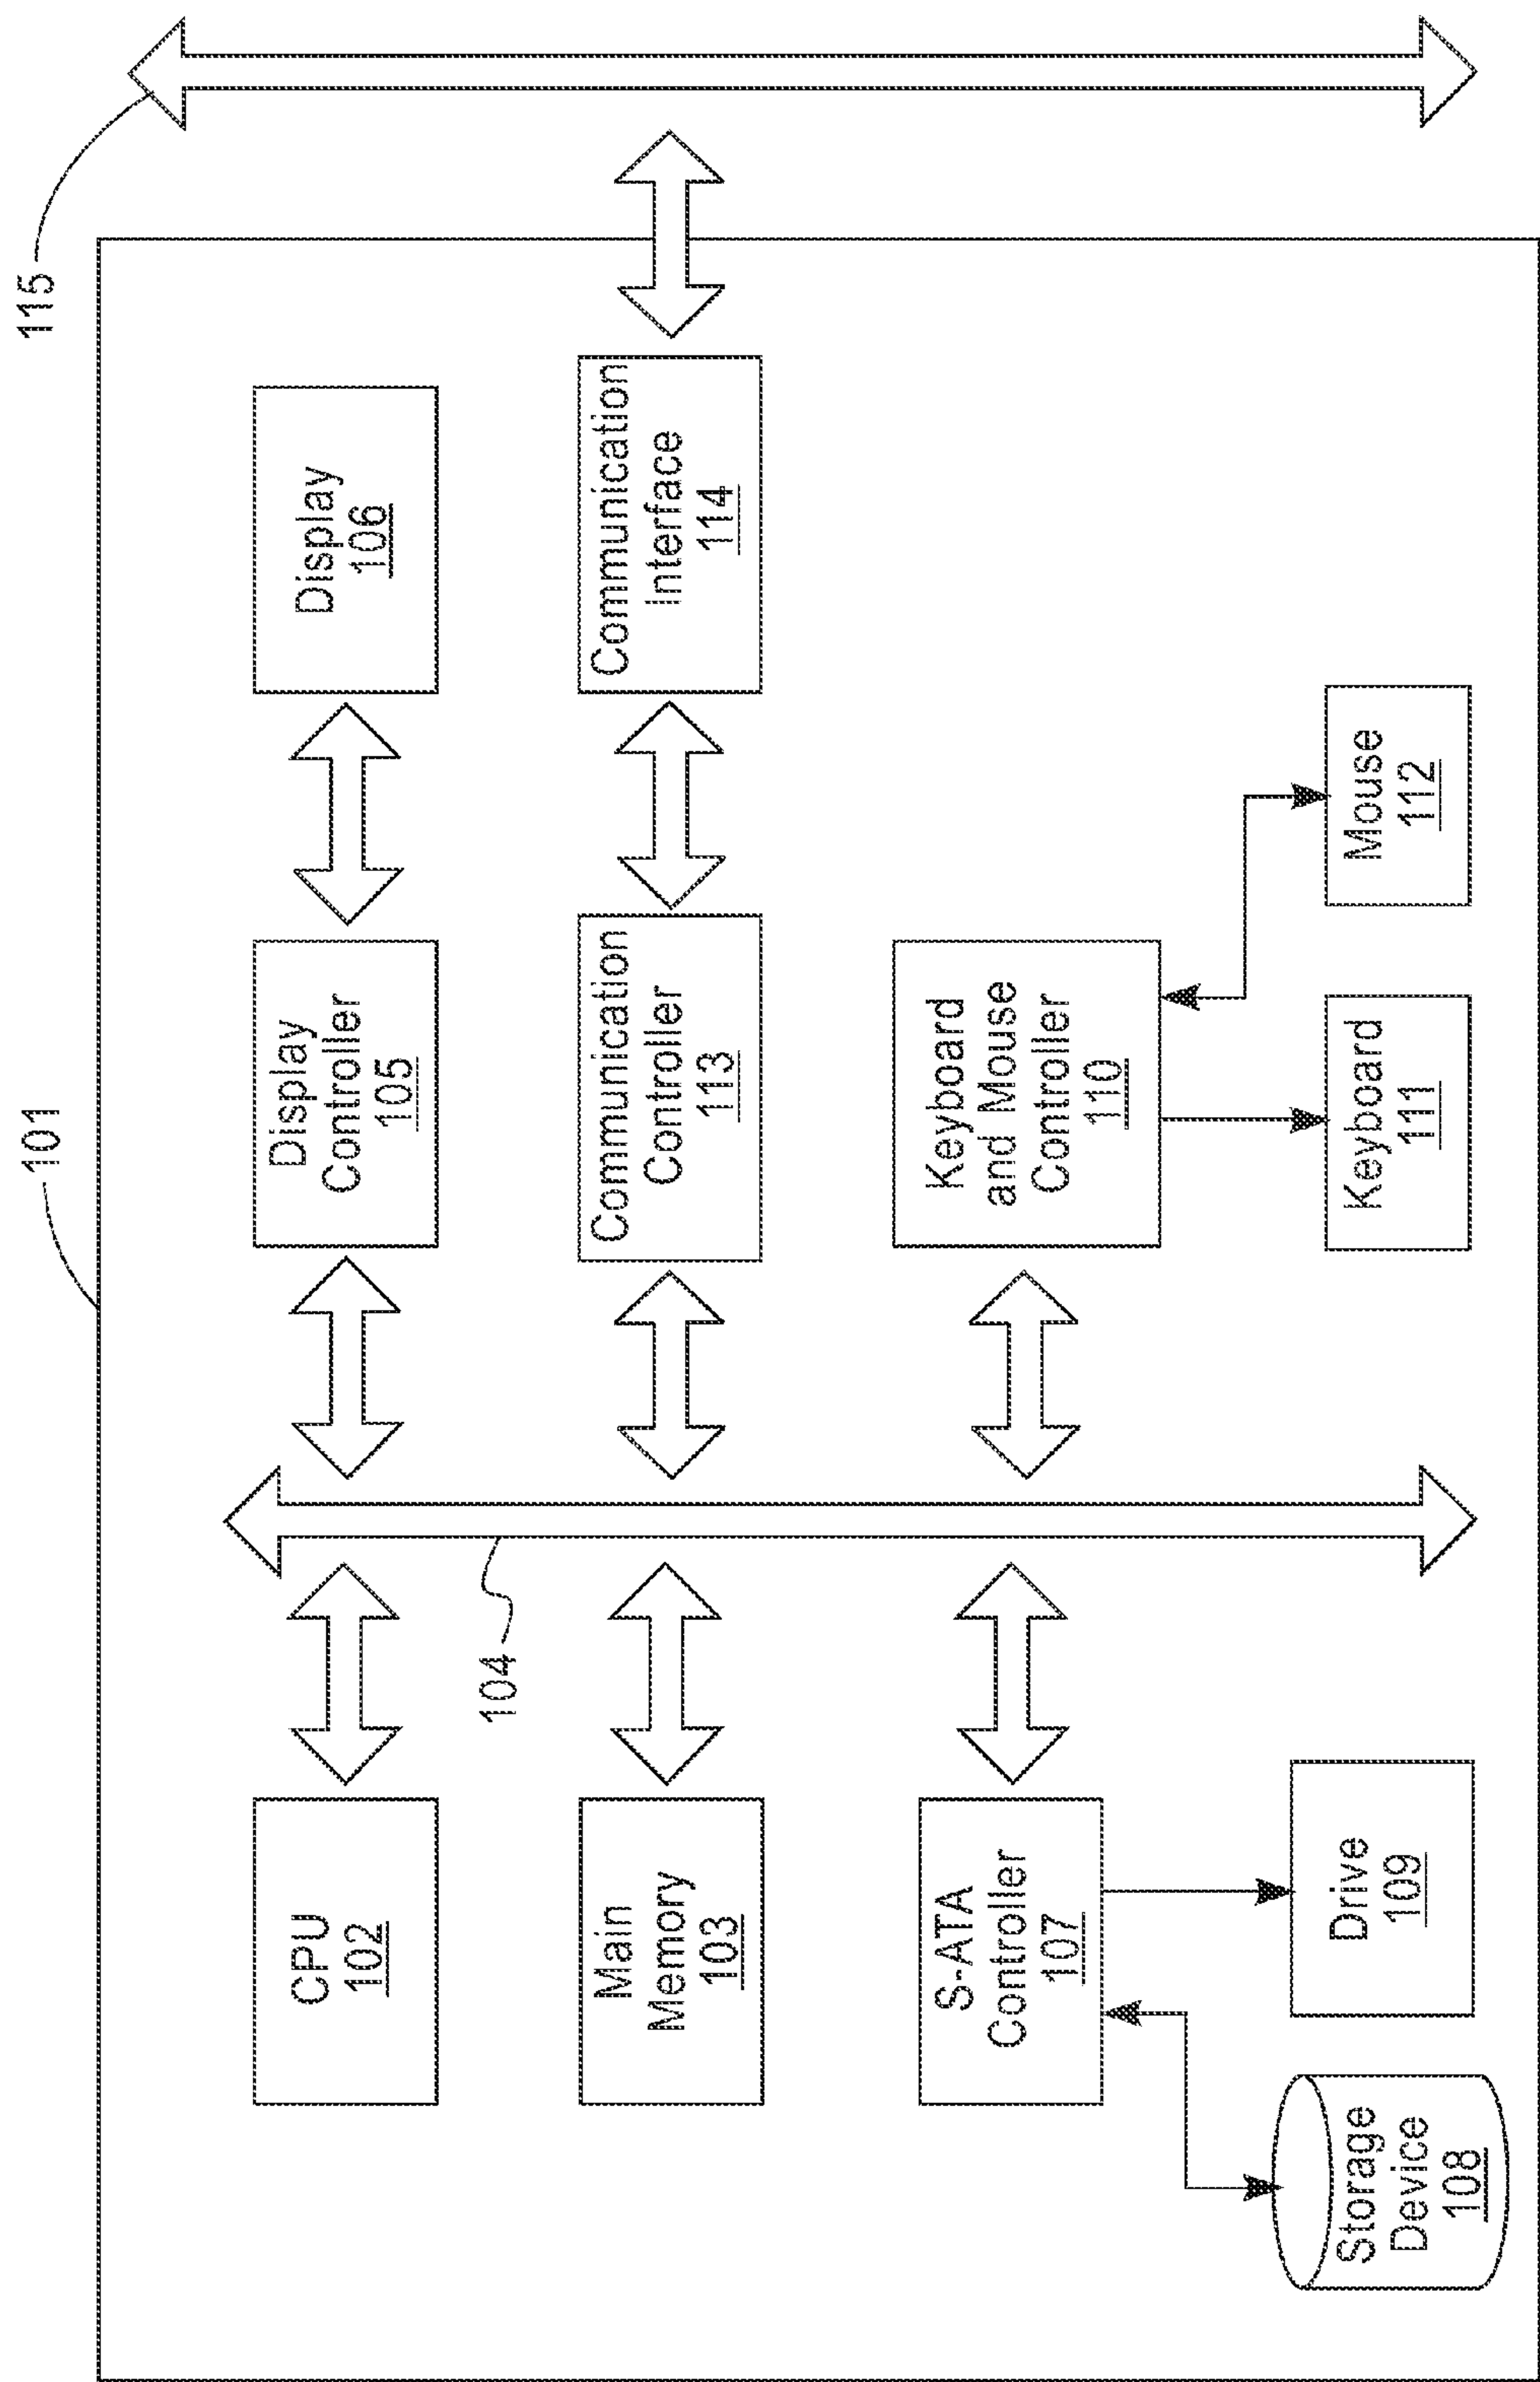 101
115
CPU
102
Display
Controller
105
Display
106
104
Main
Memory
103
Communication
Controller
113
Communication
Interface
114
S-ATA
Controller
107
Keyboard
and Mouse
Controller
110
Storage
Device
108
Drive
109
Keyboard
111
Mouse
112